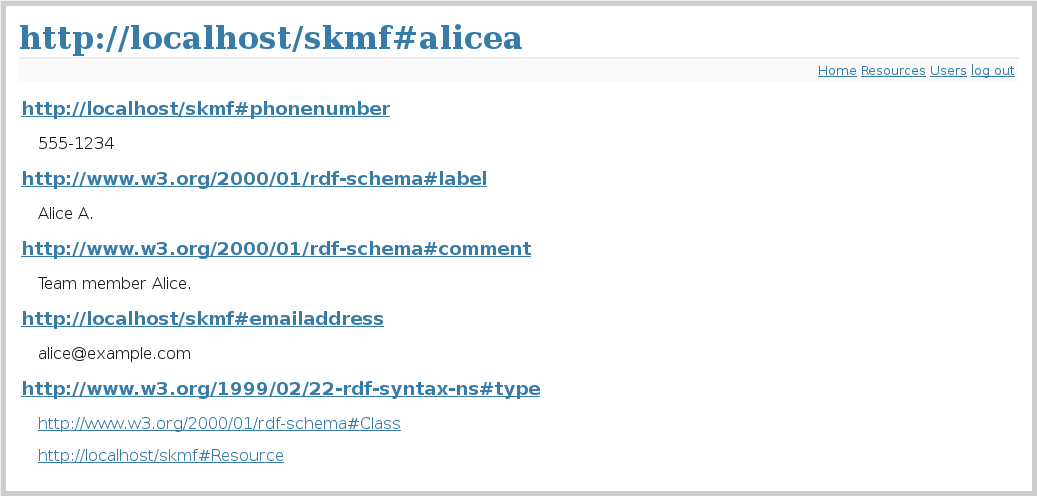 http://localhost/skmf#alicea
Home Resources Users log out
http://localhost/skmf#phonenumber
555-1234
http://www.w3.org/2000/01/rdf-schema#label
Alice A.
http://www.w3.org/2000/01/rdf-schema#comment
Team member Alice.
http://localhost/skmf#emailaddress
alice@example.com
http://www.w3.org/1999/02/22-rdf-syntax-ns#type
http://www.w3.org/2000/01/rdf-schema#Class
http://localhost/skmf#Resource